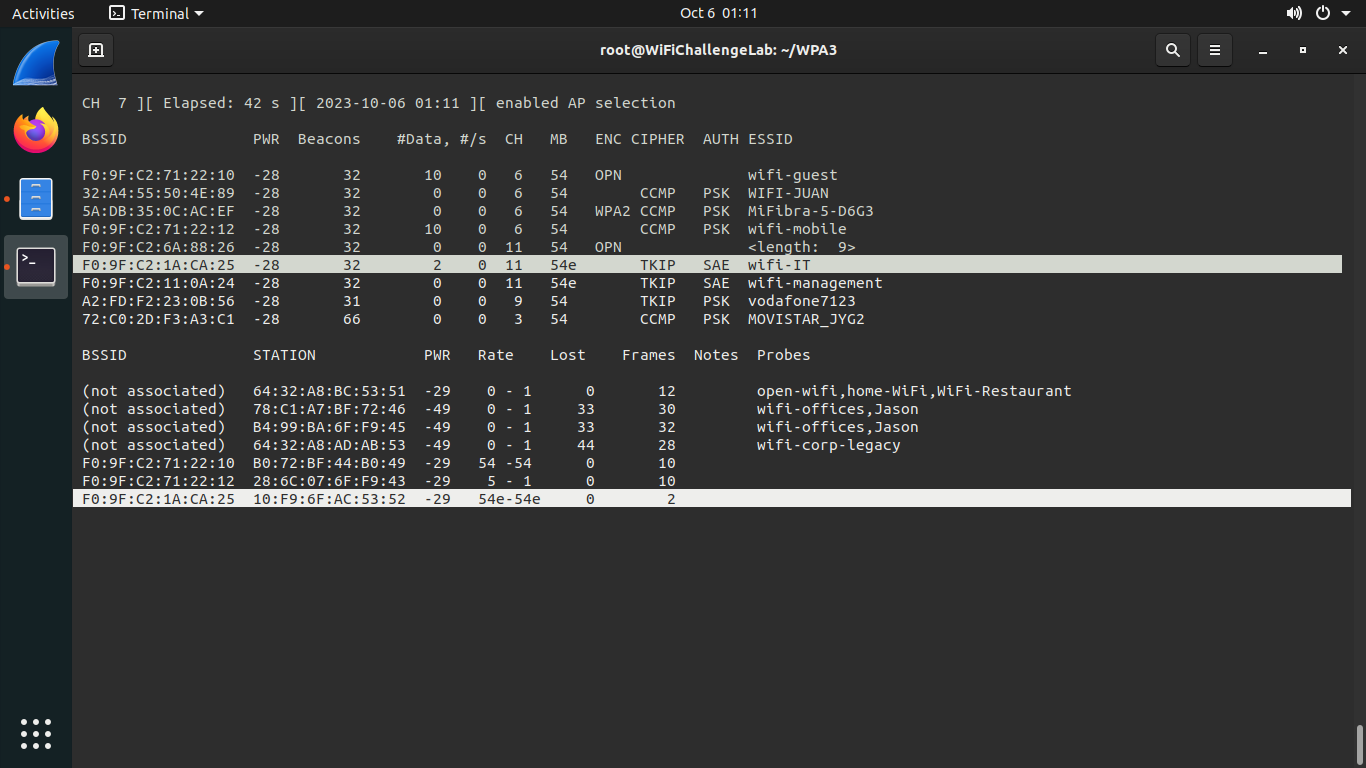 Activities Terminal Oct 6 01:11
root@WiFiChallengeLab: ~/WPA3
CH 7 ][ Elapsed: 42 s ][ 2023-10-06 01:11 ][ enabled AP selection
BSSID PWR Beacons #Data, #/s CH MB ENC CIPHER AUTH ESSID
F0:9F:C2:71:22:10 -28 32 10 0 6 54 OPN wifi-guest
32:A4:55:50:4E:89 -28 32 0 0 6 54 CCMP PSK WIFI-JUAN
5A:DB:35:0C:AC:EF -28 32 0 0 6 54 WPA2 CCMP PSK MiFibra-5-D6G3
F0:9F:C2:71:22:12 -28 32 10 0 6 54 CCMP PSK wifi-mobile
F0:9F:C2:6A:88:26 -28 32 0 0 11 54 OPN <length: 9>
F0:9F:C2:1A:CA:25 -28 32 2 0 11 54e TKIP SAE wifi-IT
F0:9F:C2:11:0A:24 -28 32 0 0 11 54e TKIP SAE wifi-management
A2:FD:F2:23:0B:56 -28 31 0 0 9 54 TKIP PSK vodafone7123
72:C0:2D:F3:A3:C1 -28 66 0 0 3 54 CCMP PSK MOVISTAR_JYG2
BSSID STATION PWR Rate Lost Frames Notes Probes
(not associated) 64:32:A8:BC:53:51 -29 0 - 1 0 12 open-wifi,home-WiFi,WiFi-Restaurant
(not associated) 78:C1:A7:BF:72:46 -49 0 - 1 33 30 wifi-offices,Jason
(not associated) B4:99:BA:6F:F9:45 -49 0 - 1 33 32 wifi-offices,Jason
(not associated) 64:32:A8:AD:AB:53 -49 0 - 1 44 28 wifi-corp-legacy
F0:9F:C2:71:22:10 B0:72:BF:44:B0:49 -29 54 -54 0 10
F0:9F:C2:71:22:12 28:6C:07:6F:F9:43 -29 5 - 1 0 10
F0:9F:C2:1A:CA:25 10:F9:6F:AC:53:52 -29 54e-54e 0 2